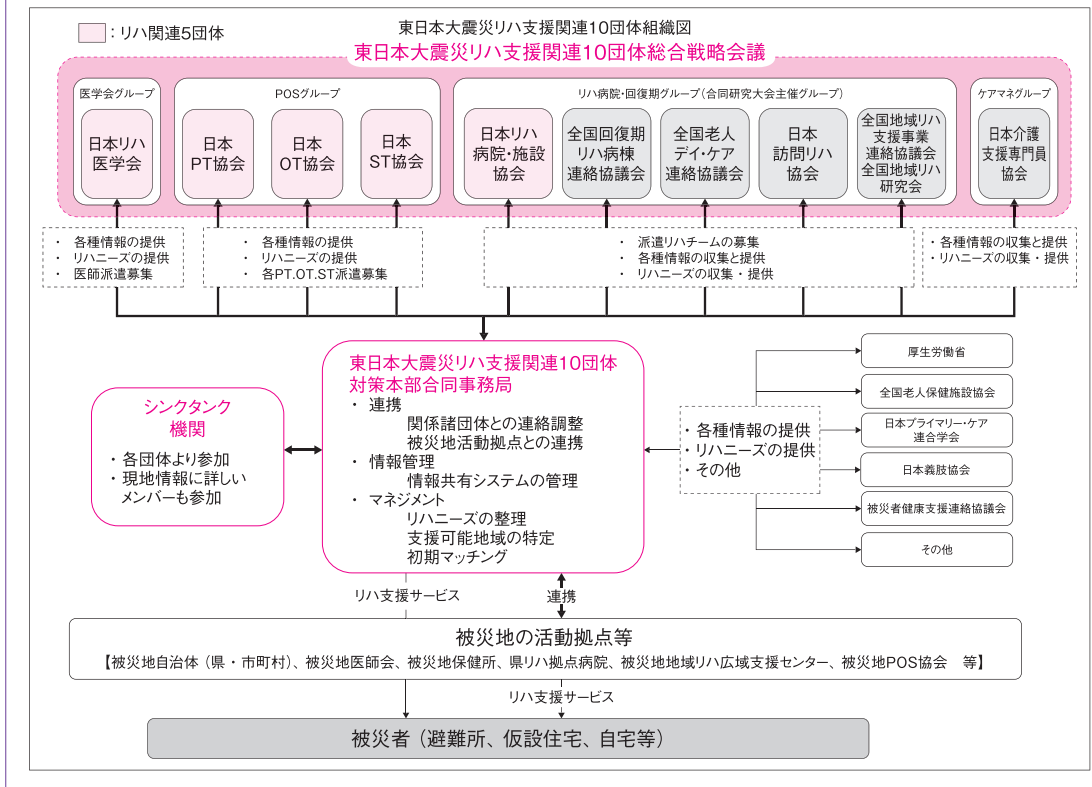 ：リハ関連5団体
東日本大震災リハ支援関連10団体組織図
東日本大震災リハ支援関連10団体総合戦略会議
医学会グループ
日本リハ
医学会
POSグループ
日本
PT協会
日本
OT協会
日本
ST協会
リハ病院・回復期グループ（合同研究大会主催グループ）
日本リハ
病院・施設
協会
全国回復期
リハ病棟
連絡協議会
全国老人
デイ・ケア
連絡協議会
日本
訪問リハ
協会
全国地域リハ
支援事業
連絡協議会
全国地域リハ
研究会
ケアマネグループ
日本介護
支援専門員
協会
・ 各種情報の提供
・ リハニーズの提供
・ 医師派遣募集
・ 各種情報の提供
・ リハニーズの提供
・ 各PT.OT.ST派遣募集
・ 派遣リハチームの募集
・ 各種情報の収集と提供
・ リハニーズの収集・提供
・各種情報の収集と提供
・リハニーズの収集・提供
東日本大震災リハ支援関連10団体
対策本部合同事務局
・ 連携
関係諸団体との連絡調整
被災地活動拠点との連携
・ 情報管理
情報共有システムの管理
・ マネジメント
リハニーズの整理
支援可能地域の特定
初期マッチング
シンクタンク
機関
・各団体より参加
・現地情報に詳しい
メンバーも参加
・各種情報の提供
・リハニーズの提供
・その他
厚生労働省
全国老人保健施設協会
日本プライマリー・ケア
連合学会
日本義肢協会
被災者健康支援連絡協議会
その他
リハ支援サービス
連携
被災地の活動拠点等
【被災地自治体（県・市町村）、被災地医師会、被災地保健所、県リハ拠点病院、被災地地域リハ広域支援センター、被災地POS協会　等】
リハ支援サービス
被災者（避難所、仮設住宅、自宅等）